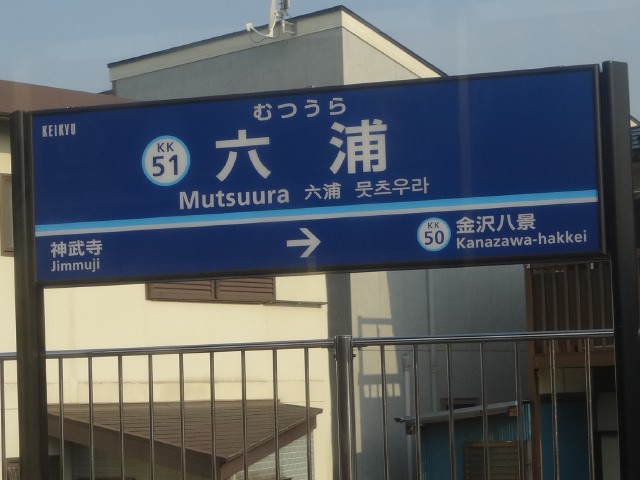 KEIKYU
むつうら
KK
51
六浦
Mutsuura 六浦 뭇츠우라
神武寺
Jimmuji
→
KK
50
金沢八景
Kanazawa-hakkei